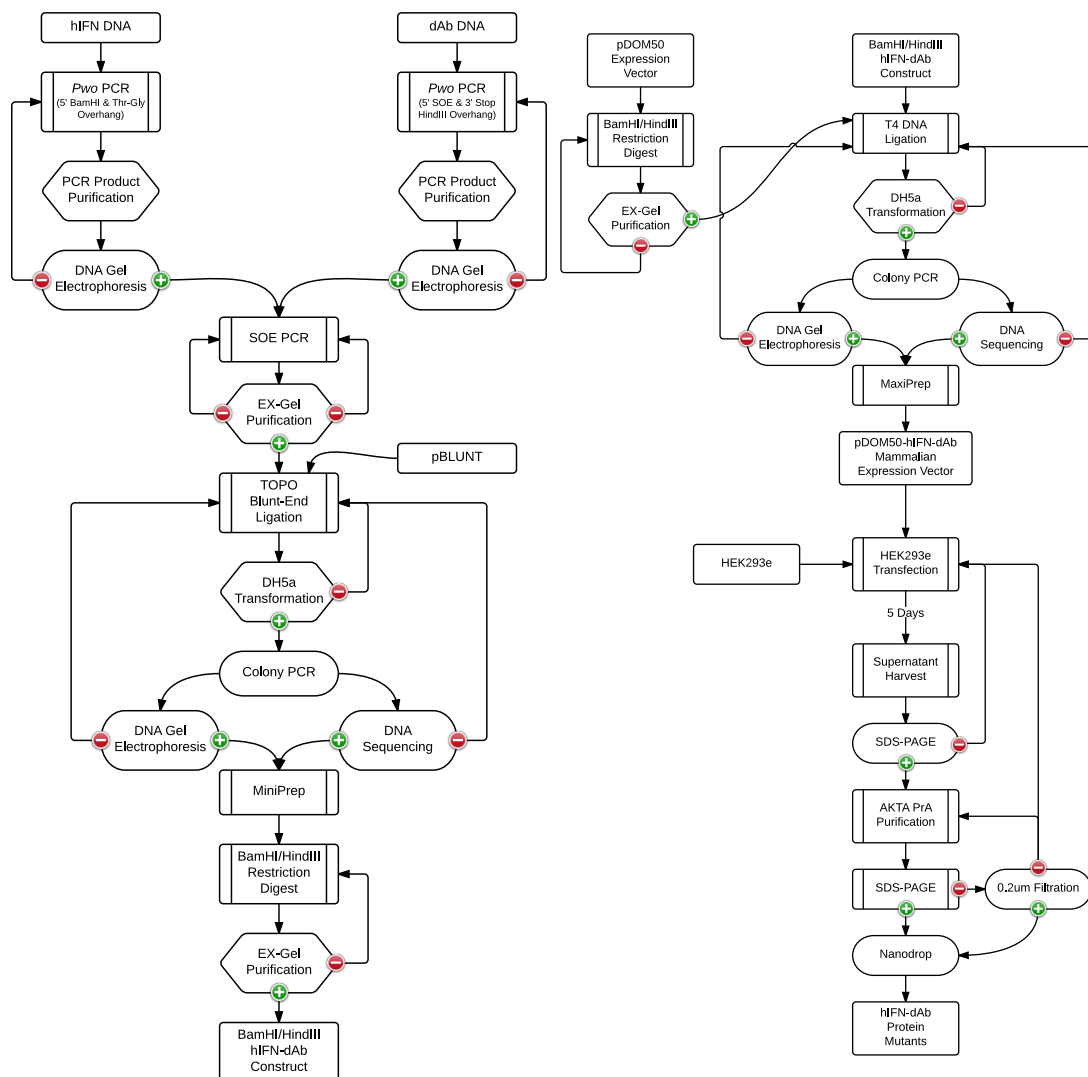 hIFN DNA
dAb DNA
Pwo PCR
(5' BamHI & Thr-Gly
Overhang)
Pwo PCR
(5' SOE & 3' Stop
HindIII Overhang)
PCR Product
Purification
PCR Product
Purification
DNA Gel
Electrophoresis
DNA Gel
Electrophoresis
SOE PCR
EX-Gel
Purification
pBLUNT
TOPO
Blunt-End
Ligation
DH5a
Transformation
Colony PCR
DNA Gel
Electrophoresis
DNA
Sequencing
MiniPrep
BamHI/HindIII
Restriction
Digest
EX-Gel
Purification
BamHI/HindIII
hIFN-dAb
Construct
pDOM50
Expression
Vector
BamHI/HindIII
hIFN-dAb
Construct
BamHI/HindIII
Restriction
Digest
T4 DNA
Ligation
EX-Gel
Purification
DH5a
Transformation
Colony PCR
DNA Gel
Electrophoresis
DNA
Sequencing
MaxiPrep
pDOM50-hIFN-dAb
Mammalian
Expression Vector
HEK293e
HEK293e
Transfection
5 Days
Supernatant
Harvest
SDS-PAGE
AKTA PrA
Purification
SDS-PAGE
0.2um Filtration
Nanodrop
hIFN-dAb
Protein
Mutants